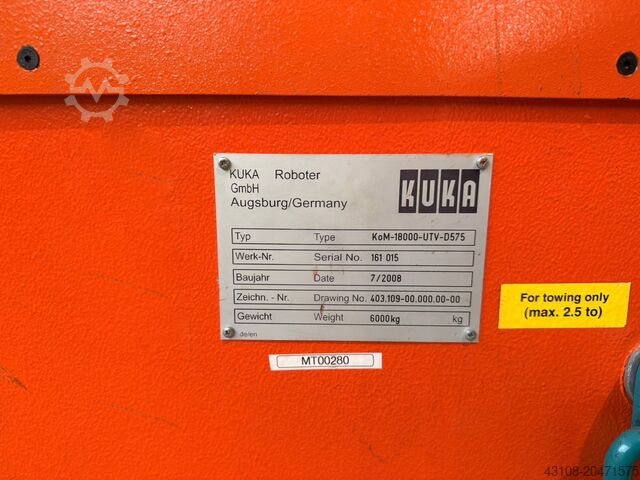 KUKA Roboter
GmbH
Augsburg/Germany
KUKA
Typ Type KoM-18000-UTV-D575
Werk-Nr. Serial No. 161 015
Baujahr Date 7/2008
Zeichn. - Nr. Drawing No. 403.109-00.000.00-00
Gewicht Weight 6000kg kg
de/en
For towing only
(max. 2.5 to)
MT00280
43108-20471575